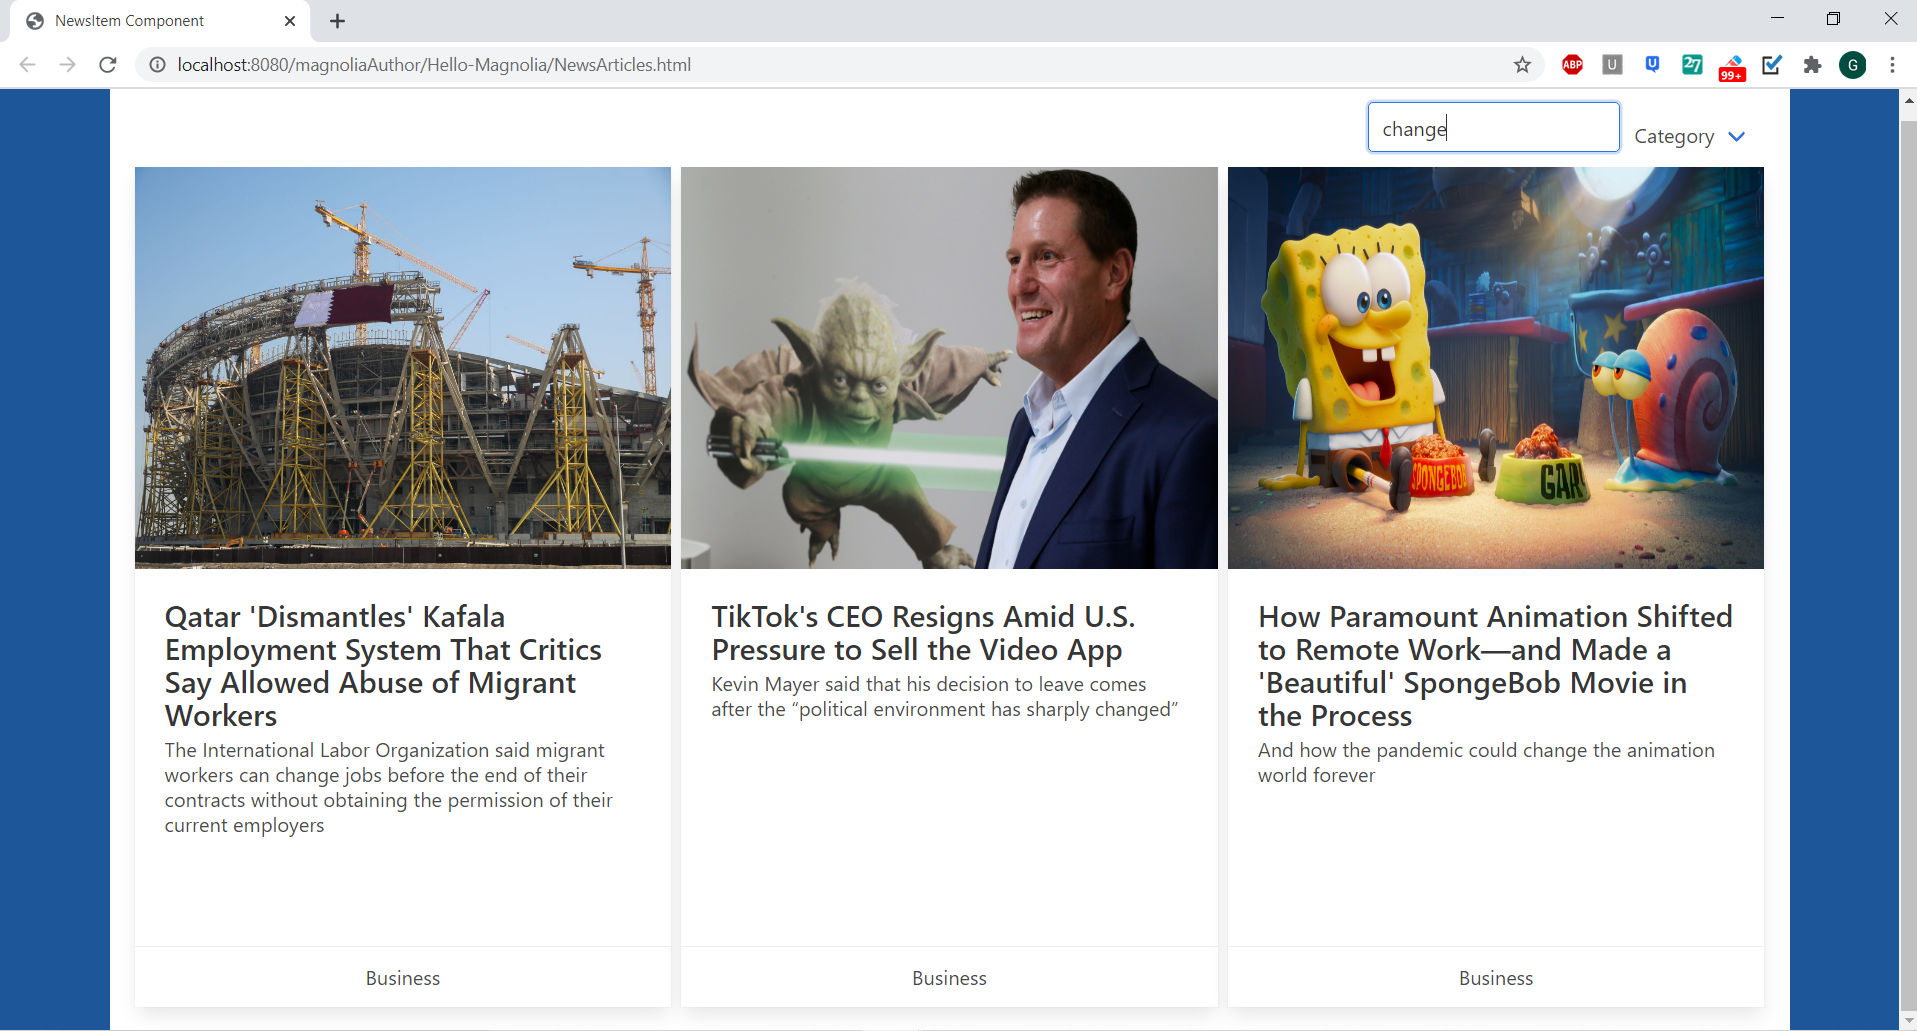 NewsItem Component
localhost:8080/magnoliaAuthor/Hello-Magnolia/NewsArticles.html
ABP
U
U
27
99+
G
change
Category
SPONGEBOB
GARY
Qatar 'Dismantles' Kafala
Employment System That Critics
Say Allowed Abuse of Migrant
Workers
The International Labor Organization said migrant
workers can change jobs before the end of their
contracts without obtaining the permission of their
current employers
Business
TikTok's CEO Resigns Amid U.S.
Pressure to Sell the Video App
Kevin Mayer said that his decision to leave comes
after the “political environment has sharply changed”
Business
How Paramount Animation Shifted
to Remote Work—and Made a
'Beautiful' SpongeBob Movie in
the Process
And how the pandemic could change the animation
world forever
Business